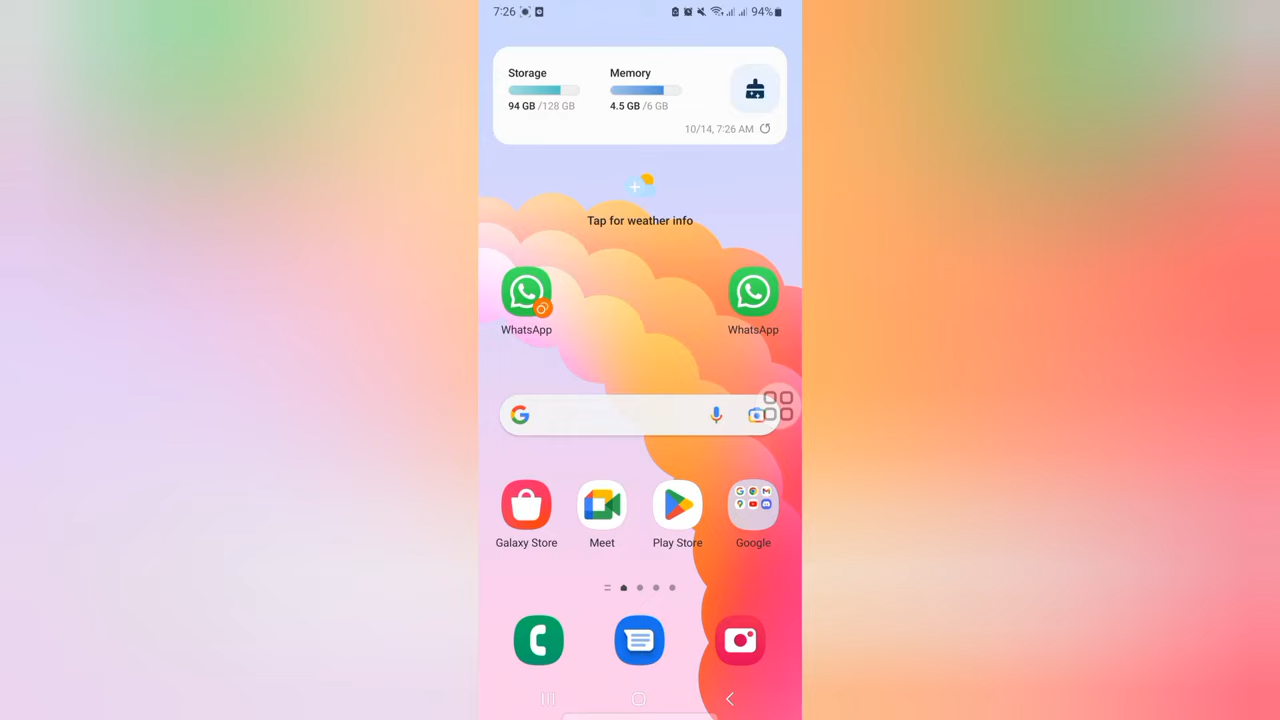 7:26 94%
Storage Memory
94 GB /128 GB 4.5 GB /6 GB
10/14, 7:26 AM
Tap for weather info
WhatsApp WhatsApp
Galaxy Store Meet Play Store Google